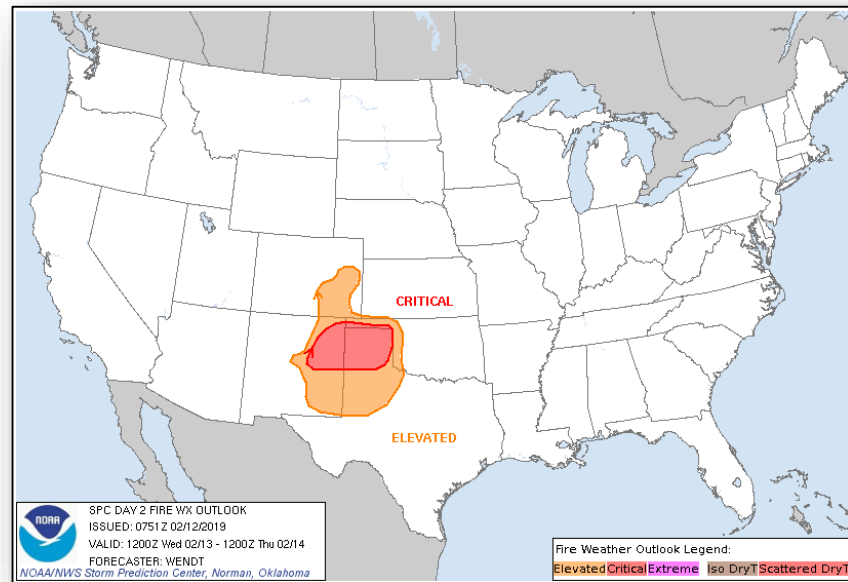 CRITICAL
ELEVATED
NOAA
SPC DAY 2 FIRE WX OUTLOOK
ISSUED: 0751Z 02/12/2019
VALID: 1200Z Wed 02/13 - 1200Z Thu 02/14
FORECASTER: WENDT
NOAA/NWS Storm Prediction Center, Norman, Oklahoma
Fire Weather Outlook Legend:
Elevated Critical Extreme Iso DryT Scattered DryT